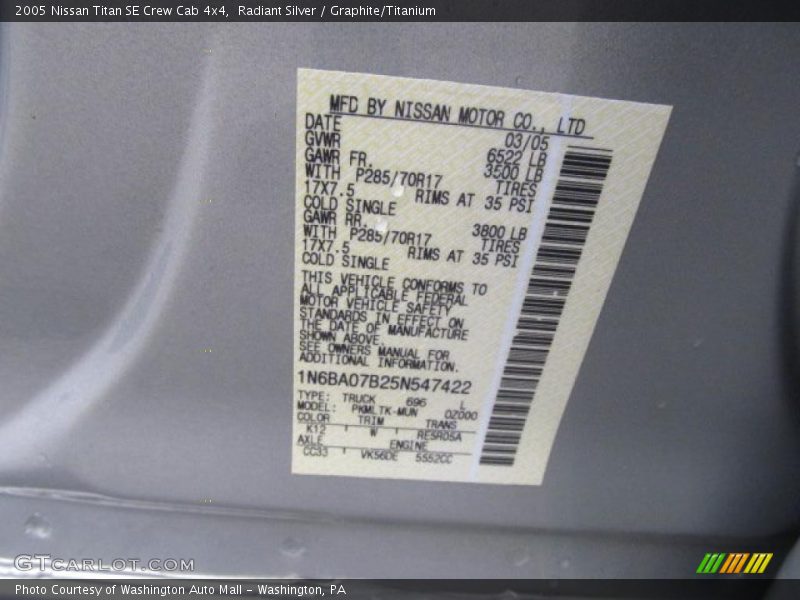 2005 Nissan Titan SE Crew Cab 4x4, Radiant Silver / Graphite/Titanium
MFD BY NISSAN MOTOR CO., LTD
DATE 03/05
GVWR 6522 LB
GAWR FR. 3500 LB
WITH P285/70R17 TIRES
17X7.5 RIMS AT 35 PSI
COLD SINGLE
GAWR RR. 3800 LB
WITH P285/70R17 TIRES
17X7.5 RIMS AT 35 PSI
COLD SINGLE
THIS VEHICLE CONFORMS TO
ALL APPLICABLE FEDERAL
MOTOR VEHICLE SAFETY
STANDARDS IN EFFECT ON
THE DATE OF MANUFACTURE
SHOWN ABOVE.
SEE OWNERS MANUAL FOR
ADDITIONAL INFORMATION.
1N6BA07B25N547422
TYPE: TRUCK 696 L
MODEL: PKMLTK-MUN OZ000
COLOR TRIM TRANS
K12 W RE5R05A
AXLE ENGINE
CC33 VK56DE 5552CC
GTCARLOT.COM
Photo Courtesy of Washington Auto Mall - Washington, PA